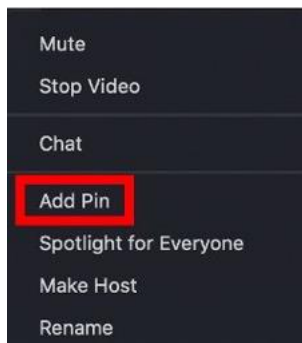 Mute
Stop Video
Chat
Add Pin
Spotlight for Everyone
Make Host
Rename